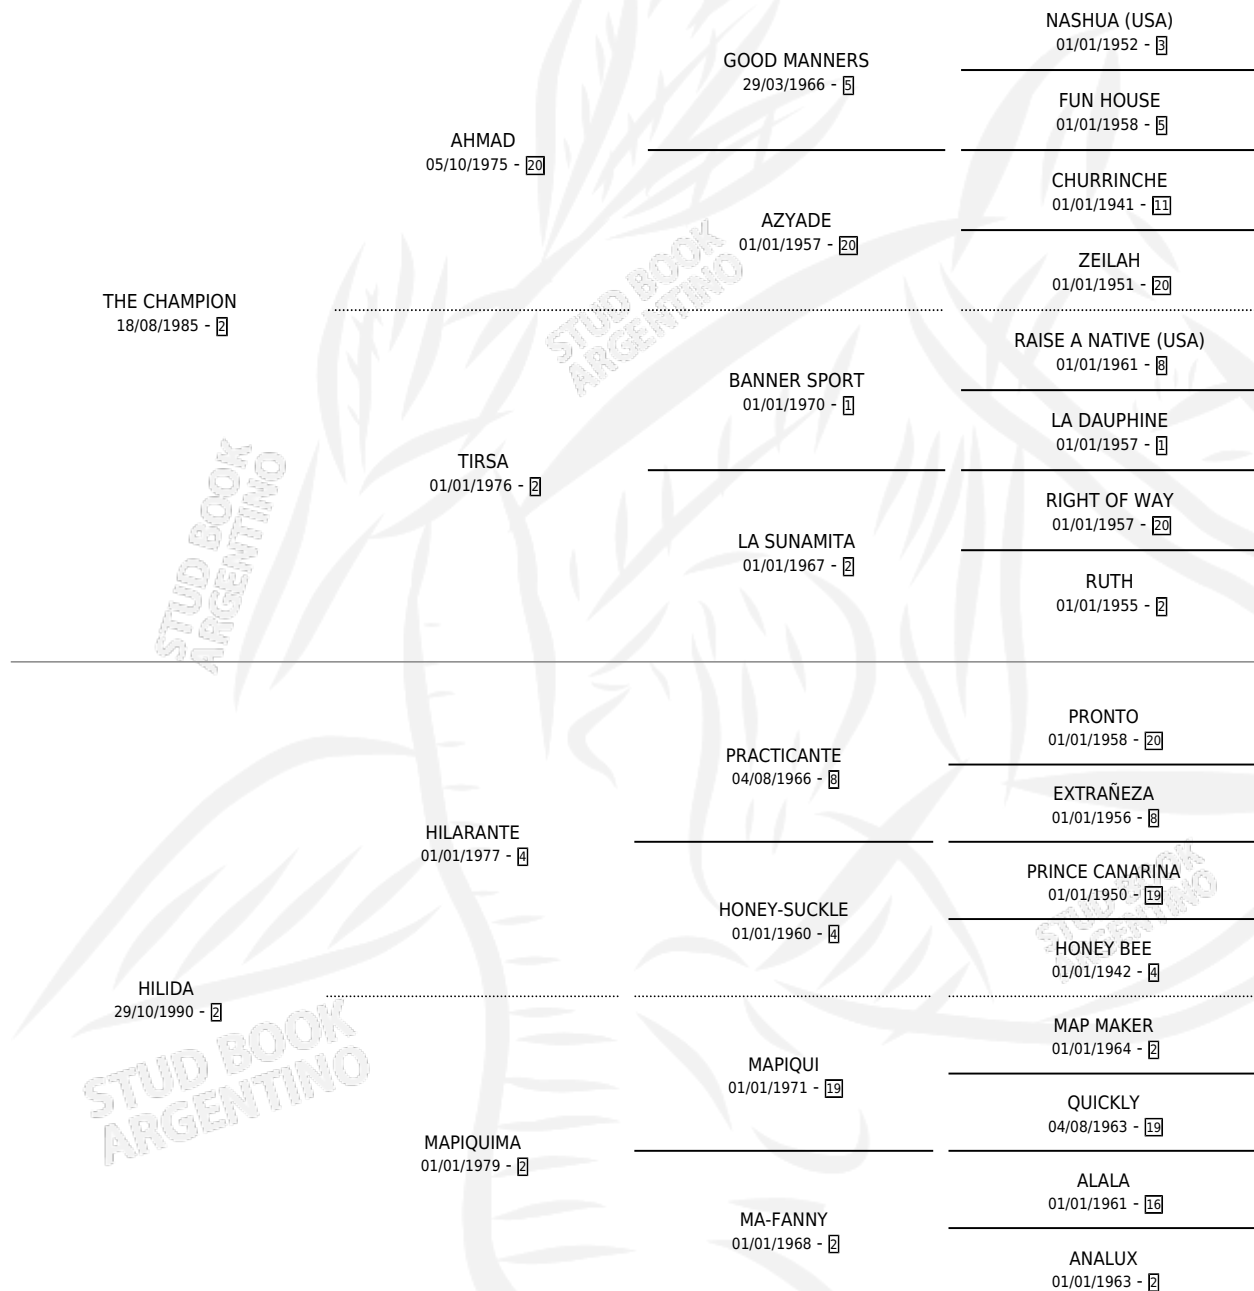 NASHUA (USA)
01/01/1952 - 3
GOOD MANNERS
29/03/1966 - 5
FUN HOUSE
01/01/1958 - 5
AHMAD
05/10/1975 - 20
CHURRINCHE
01/01/1941 - 11
AZYADE
01/01/1957 - 20
ZEILAH
01/01/1951 - 20
THE CHAMPION
18/08/1985 - 2
STUD BOOK
ARGENTINO
RAISE A NATIVE (USA)
01/01/1961 - 8
BANNER SPORT
01/01/1970 - 1
LA DAUPHINE
01/01/1957 - 1
TIRSA
01/01/1976 - 2
RIGHT OF WAY
01/01/1957 - 20
LA SUNAMITA
01/01/1967 - 2
RUTH
01/01/1955 - 2
STUD BOOK
ARGENTINO
PRONTO
01/01/1958 - 20
PRACTICANTE
04/08/1966 - 8
EXTRAÑEZA
01/01/1956 - 8
HILARANTE
01/01/1977 - 4
PRINCE CANARINA
01/01/1950 - 19
HONEY-SUCKLE
01/01/1960 - 4
STUD BOOK
ARGENTINO
HONEY BEE
01/01/1942 - 4
HILIDA
29/10/1990 - 2
STUD BOOK
ARGENTINO
MAP MAKER
01/01/1964 - 2
MAPIQUI
01/01/1971 - 19
QUICKLY
04/08/1963 - 19
MAPIQUIMA
01/01/1979 - 2
ALALA
01/01/1961 - 16
MA-FANNY
01/01/1968 - 2
ANALUX
01/01/1963 - 2